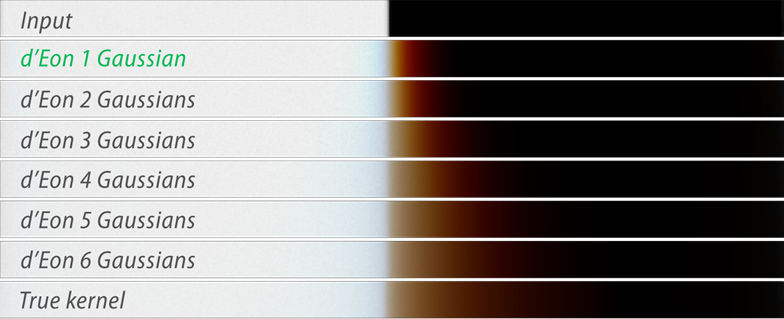 Input
d’Eon 1 Gaussian
d’Eon 2 Gaussians
d’Eon 3 Gaussians
d’Eon 4 Gaussians
d’Eon 5 Gaussians
d’Eon 6 Gaussians
True kernel